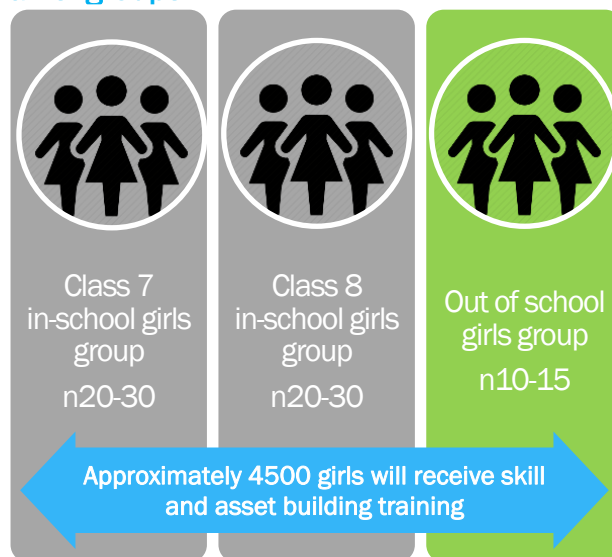 Class 7
in-school girls
group
n20-30
Class 8
in-school girls
group
n20-30
Out of school
girls group
n10-15
Approximately 4500 girls will receive skill
and asset building training